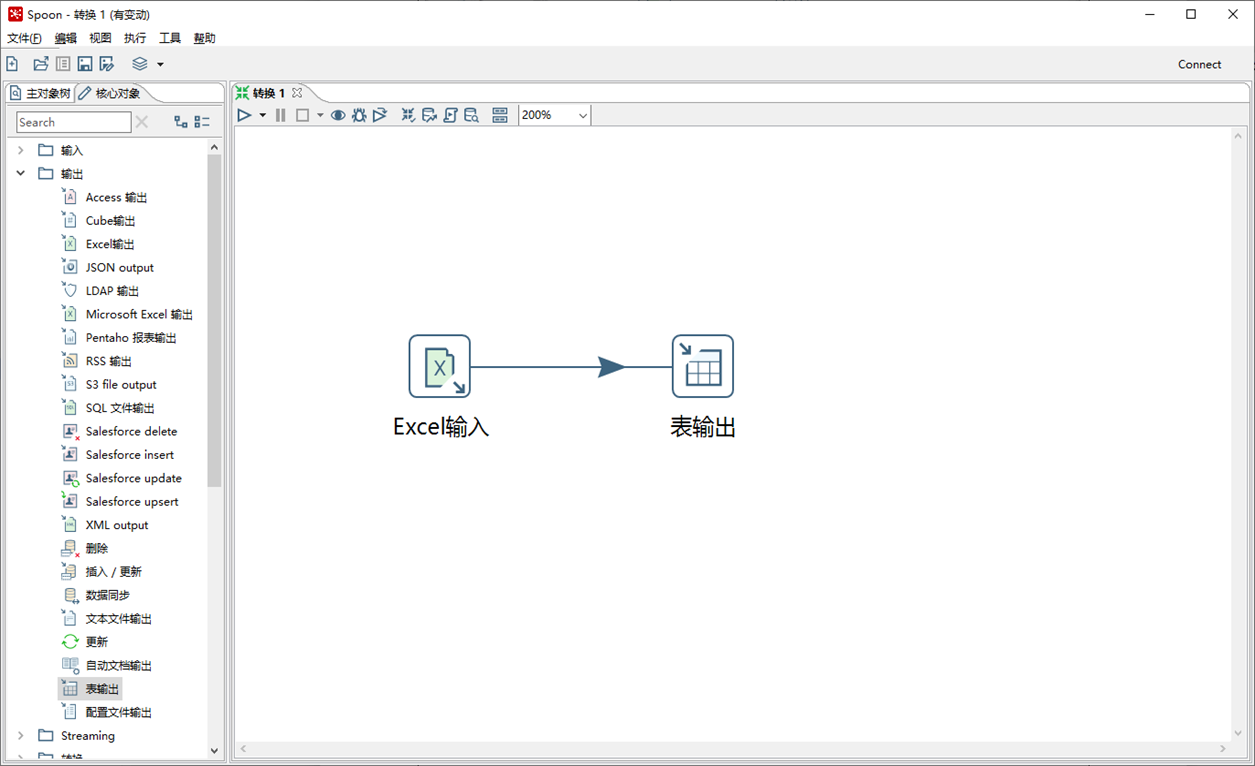 Spoon - 转换 1 (有变动)
文件(F) 编辑 视图 执行 工具 帮助
Connect
主对象树 核心对象
转换 1
Search
200%
输入
输出
Access 输出
Cube输出
Excel输出
JSON output
LDAP 输出
Microsoft Excel 输出
Pentaho 报表输出
RSS 输出
S3 file output
SQL 文件输出
Salesforce delete
Salesforce insert
Salesforce update
Salesforce upsert
XML output
删除
插入 / 更新
数据同步
文本文件输出
更新
自动文档输出
表输出
配置文件输出
Streaming
转换
Excel输入
表输出